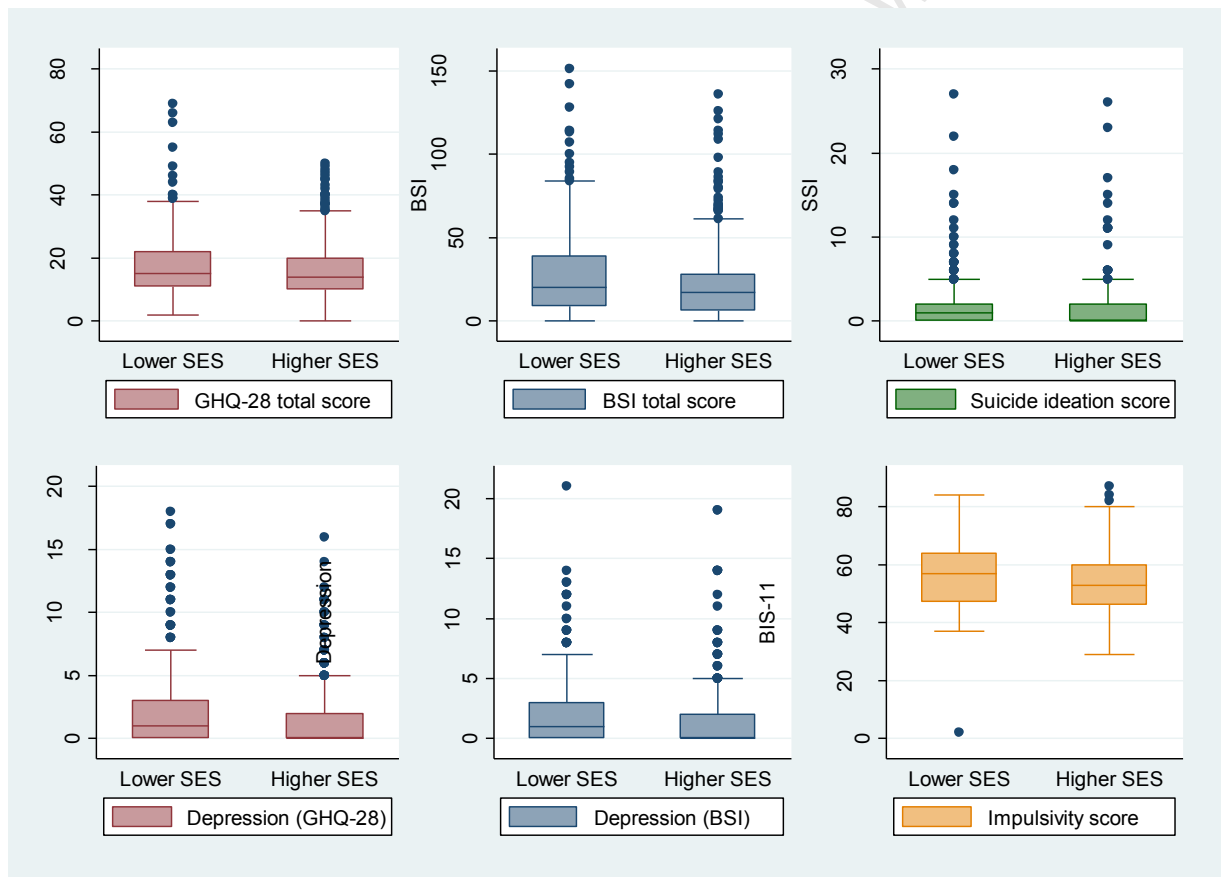 80
60
40
20
0
Lower SES Higher SES
GHQ-28 total score
BSI
150
100
50
0
Lower SES Higher SES
BSI total score
SSI
30
20
10
0
Lower SES Higher SES
Suicide ideation score
20
15
10
5
0
Depression
Lower SES Higher SES
Depression (GHQ-28)
20
15
10
5
0
BIS-11
Lower SES Higher SES
Depression (BSI)
80
60
40
20
0
Lower SES Higher SES
Impulsivity score